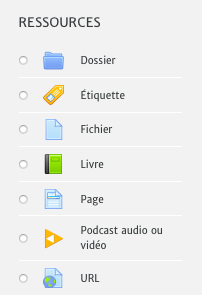 RESSOURCES
Dossier
Étiquette
Fichier
Livre
Page
Podcast audio ou
vidéo
URL